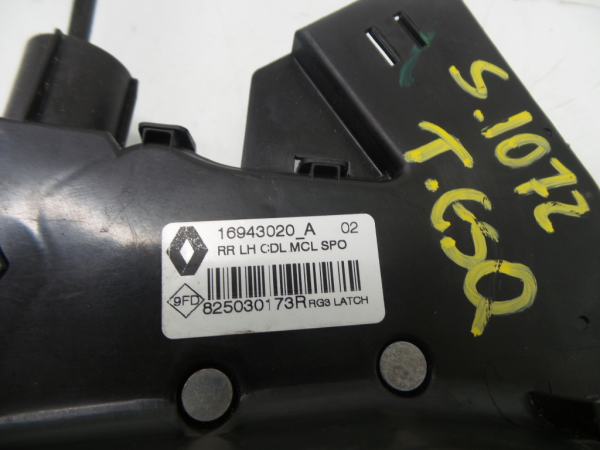 S.1072
T.650
16943020_A 02
RR LH CDL MCL SPO
9FD 825030173R RG3 LATCH